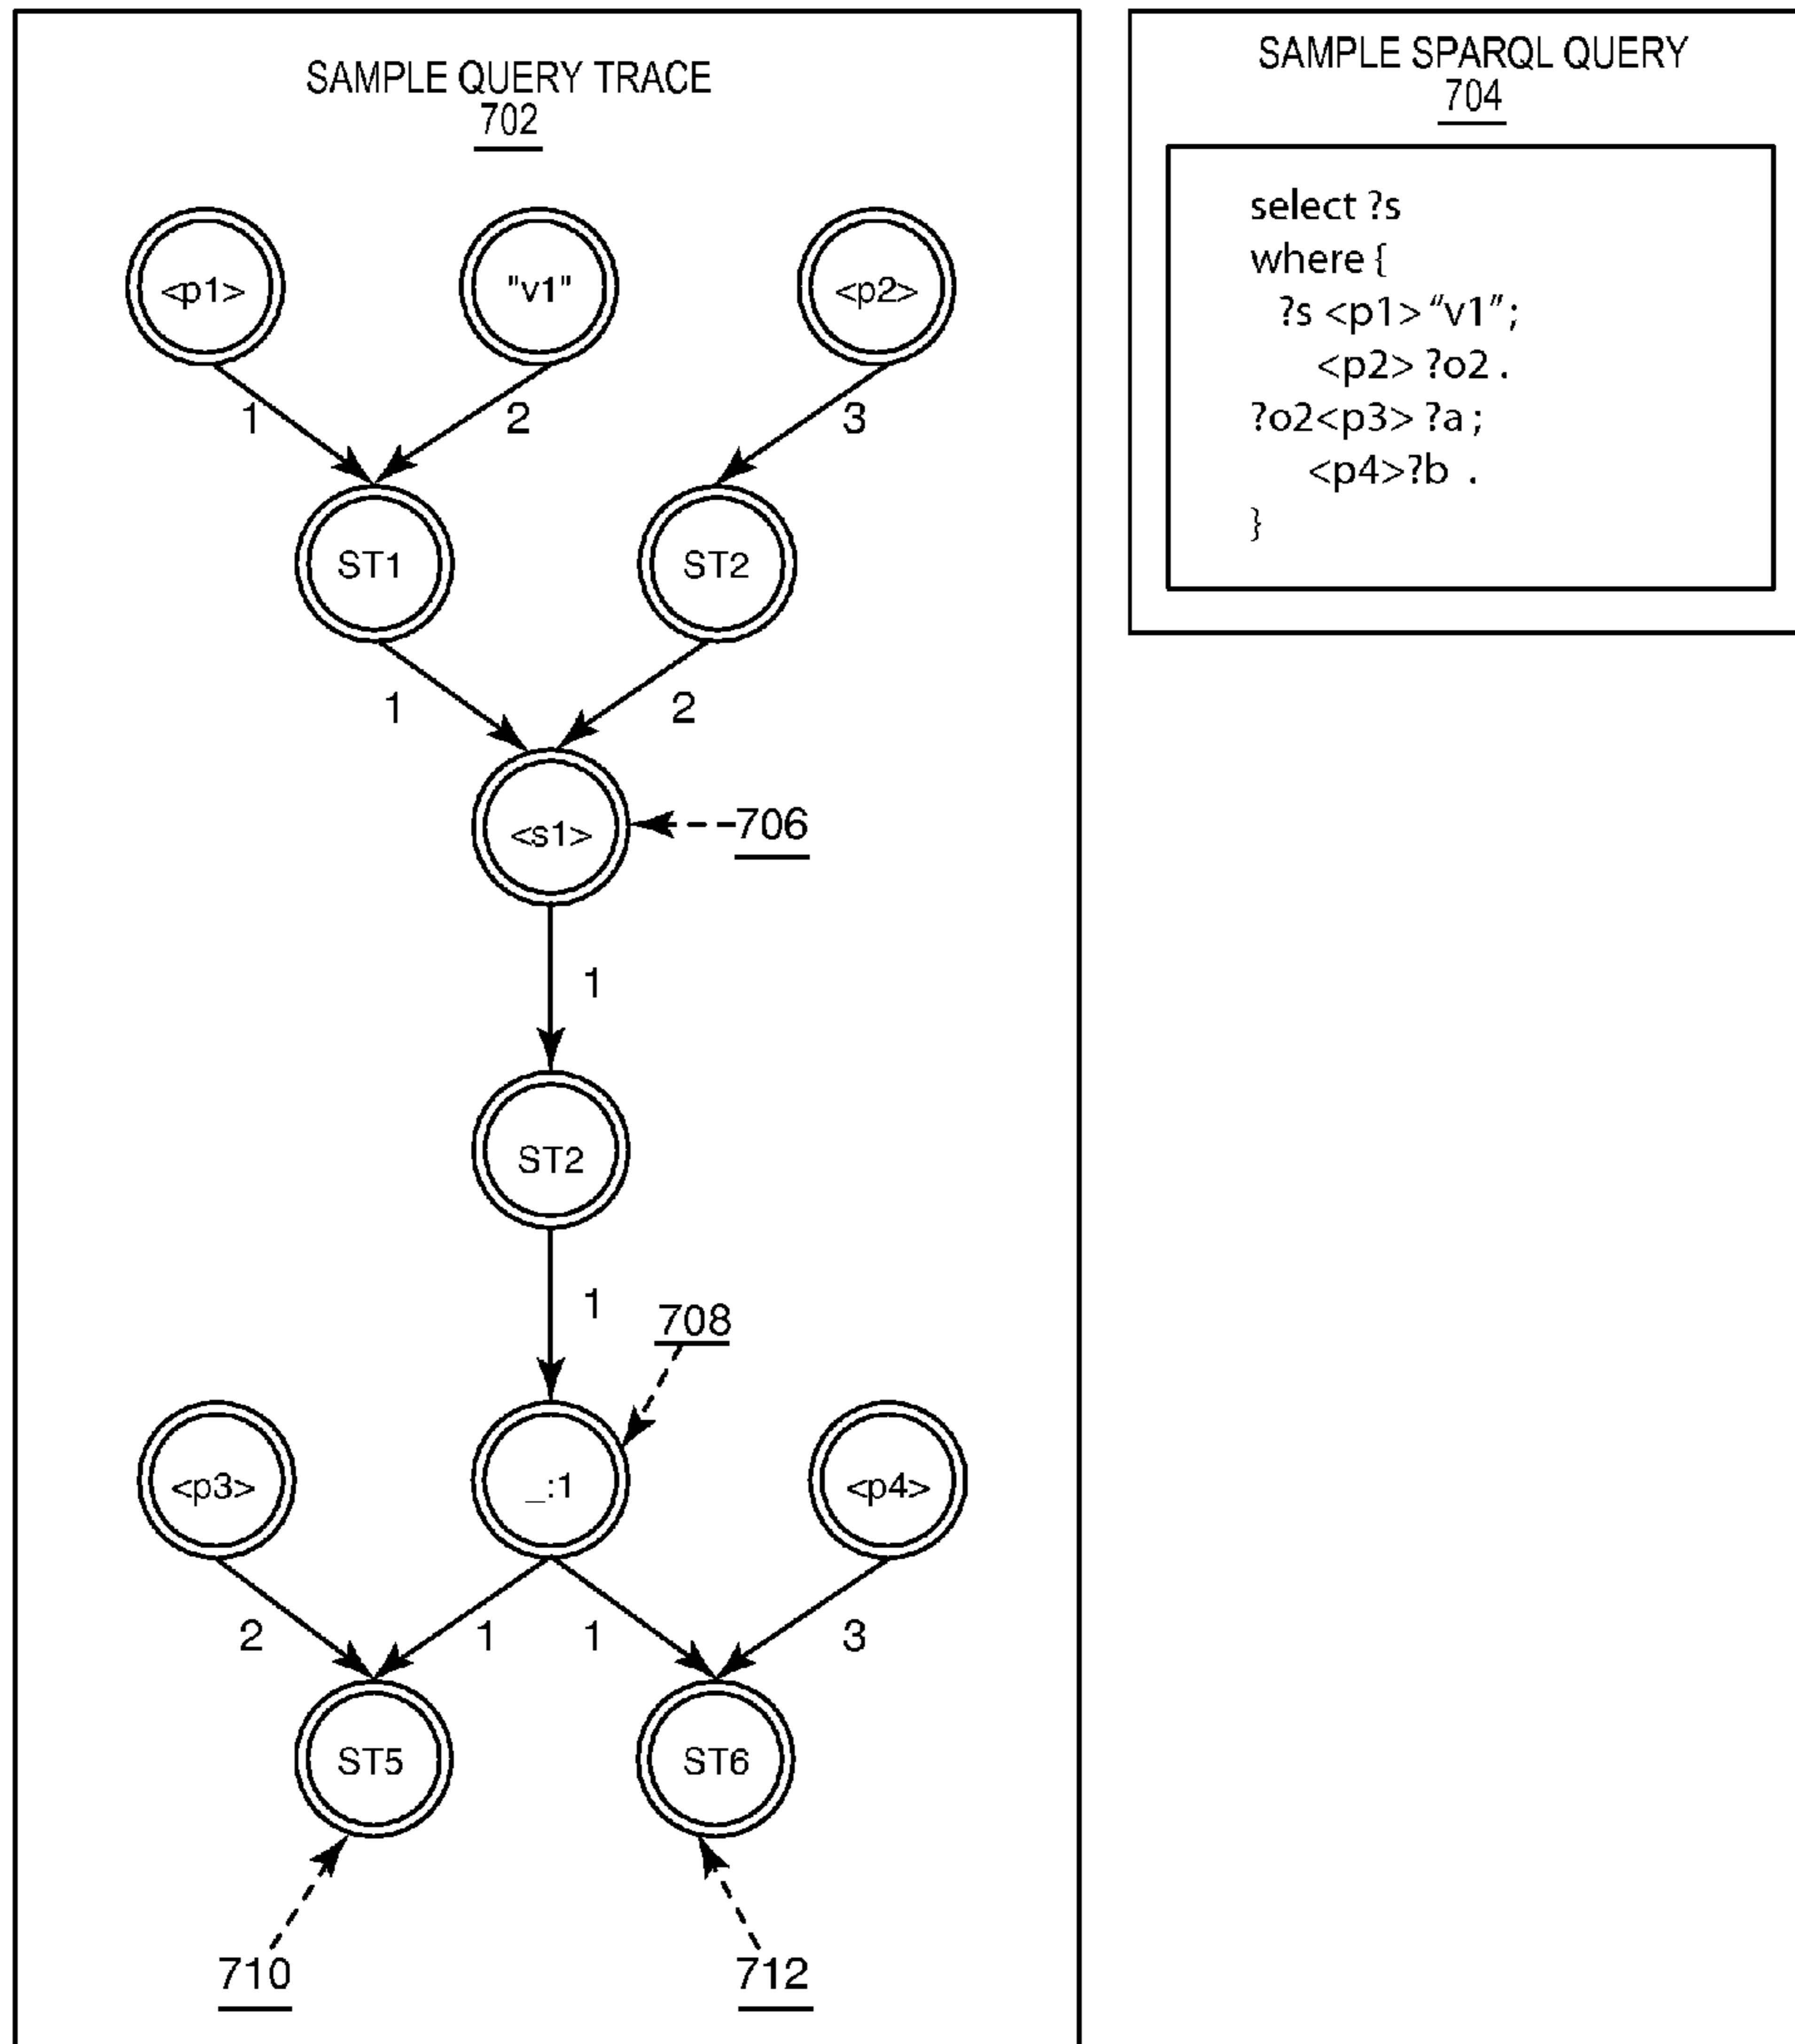 SAMPLE QUERY TRACE
702
<p1> "v1" <p2>
1 2 3
ST1 ST2
1 2
<s1> 706
1
ST2
1
708
<p3> _:1 <p4>
2 1 1 3
ST5 ST6
710 712
SAMPLE SPARQL QUERY
704
select ?s
where {
?s <p1> “v1” ;
<p2> ?o2 .
?o2<p3> ?a ;
<p4>?b .
}